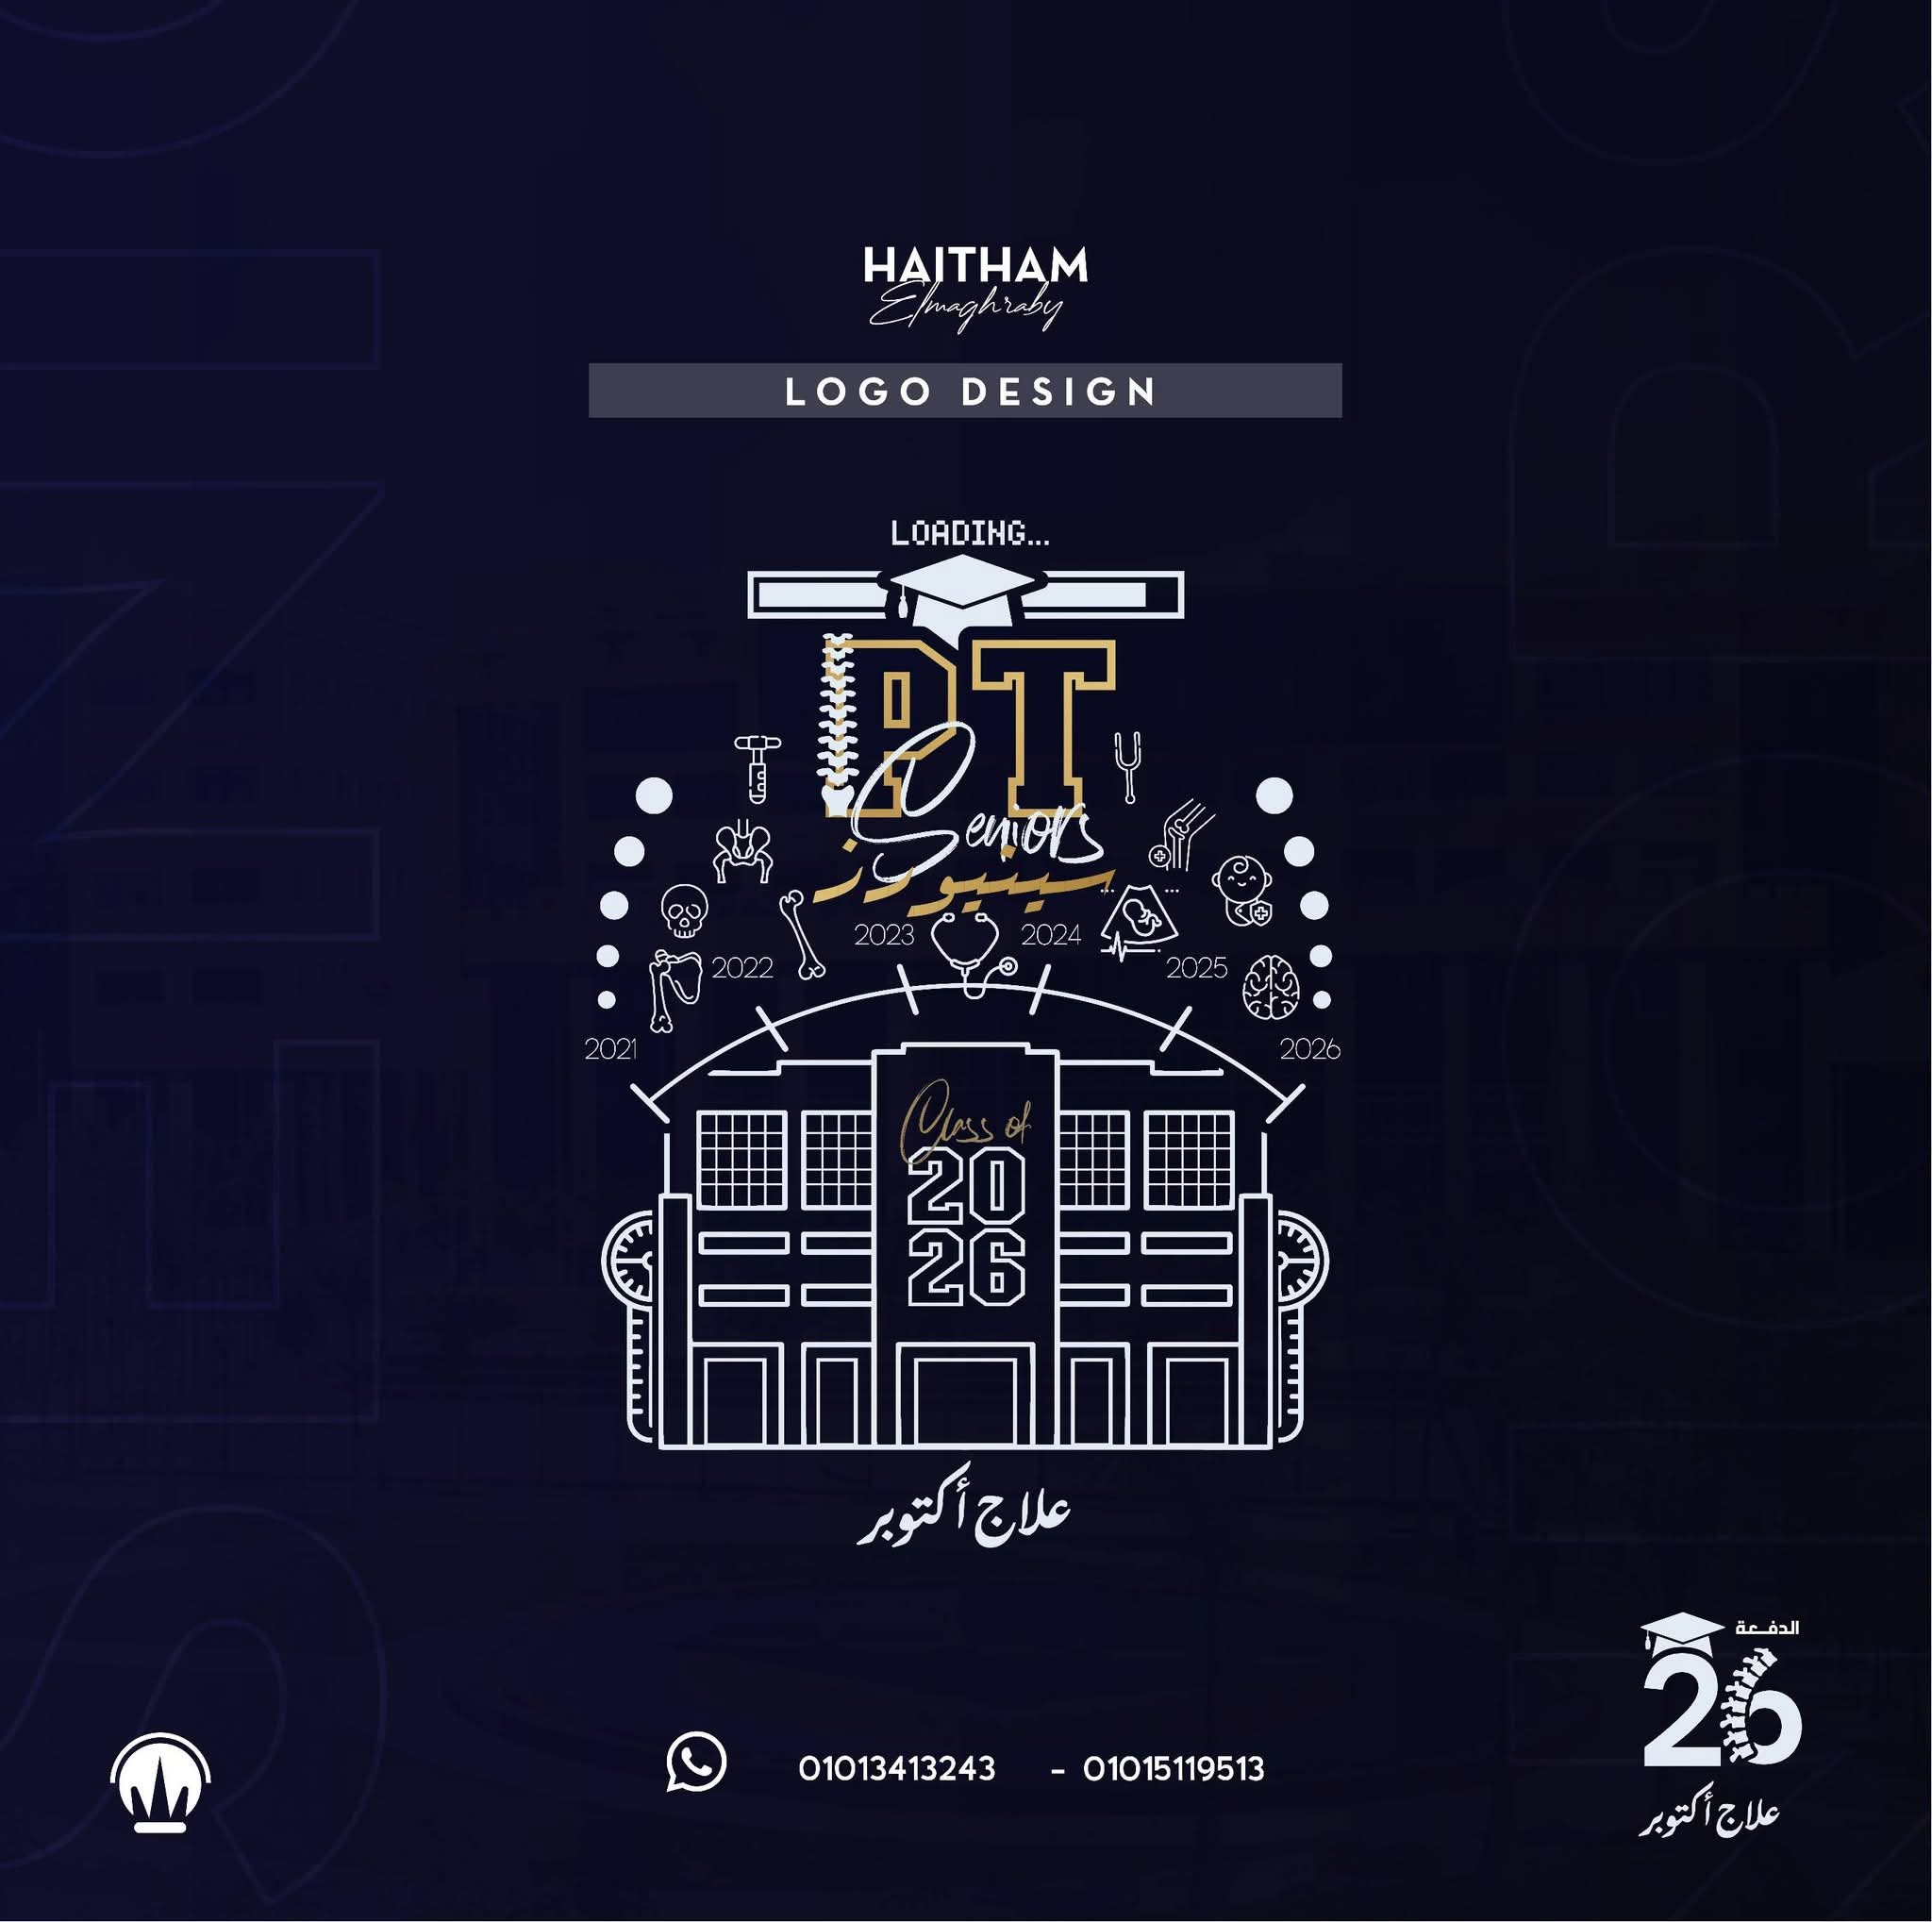 HAITHAM
Elmaghraby
LOGO DESIGN
LOADING...
PT
Seniors
سينيورز
2023 2024
2022 2025
2021 2026
Class of
20
26
علاج أكتوبر
الدفعة
26
علاج أكتوبر
01013413243 - 01015119513